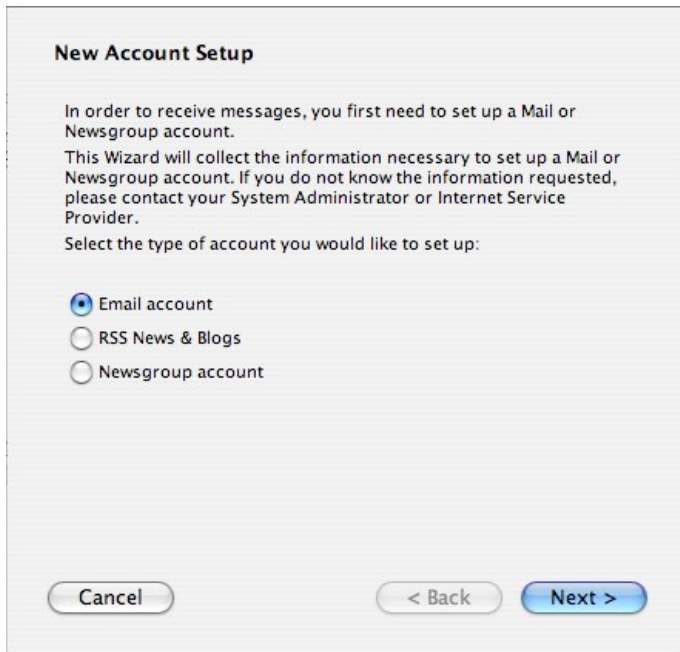 New Account Setup
In order to receive messages, you first need to set up a Mail or
Newsgroup account.
This Wizard will collect the information necessary to set up a Mail or
Newsgroup account. If you do not know the information requested,
please contact your System Administrator or Internet Service
Provider.
Select the type of account you would like to set up:
Email account
RSS News & Blogs
Newsgroup account
Cancel
< Back
Next >